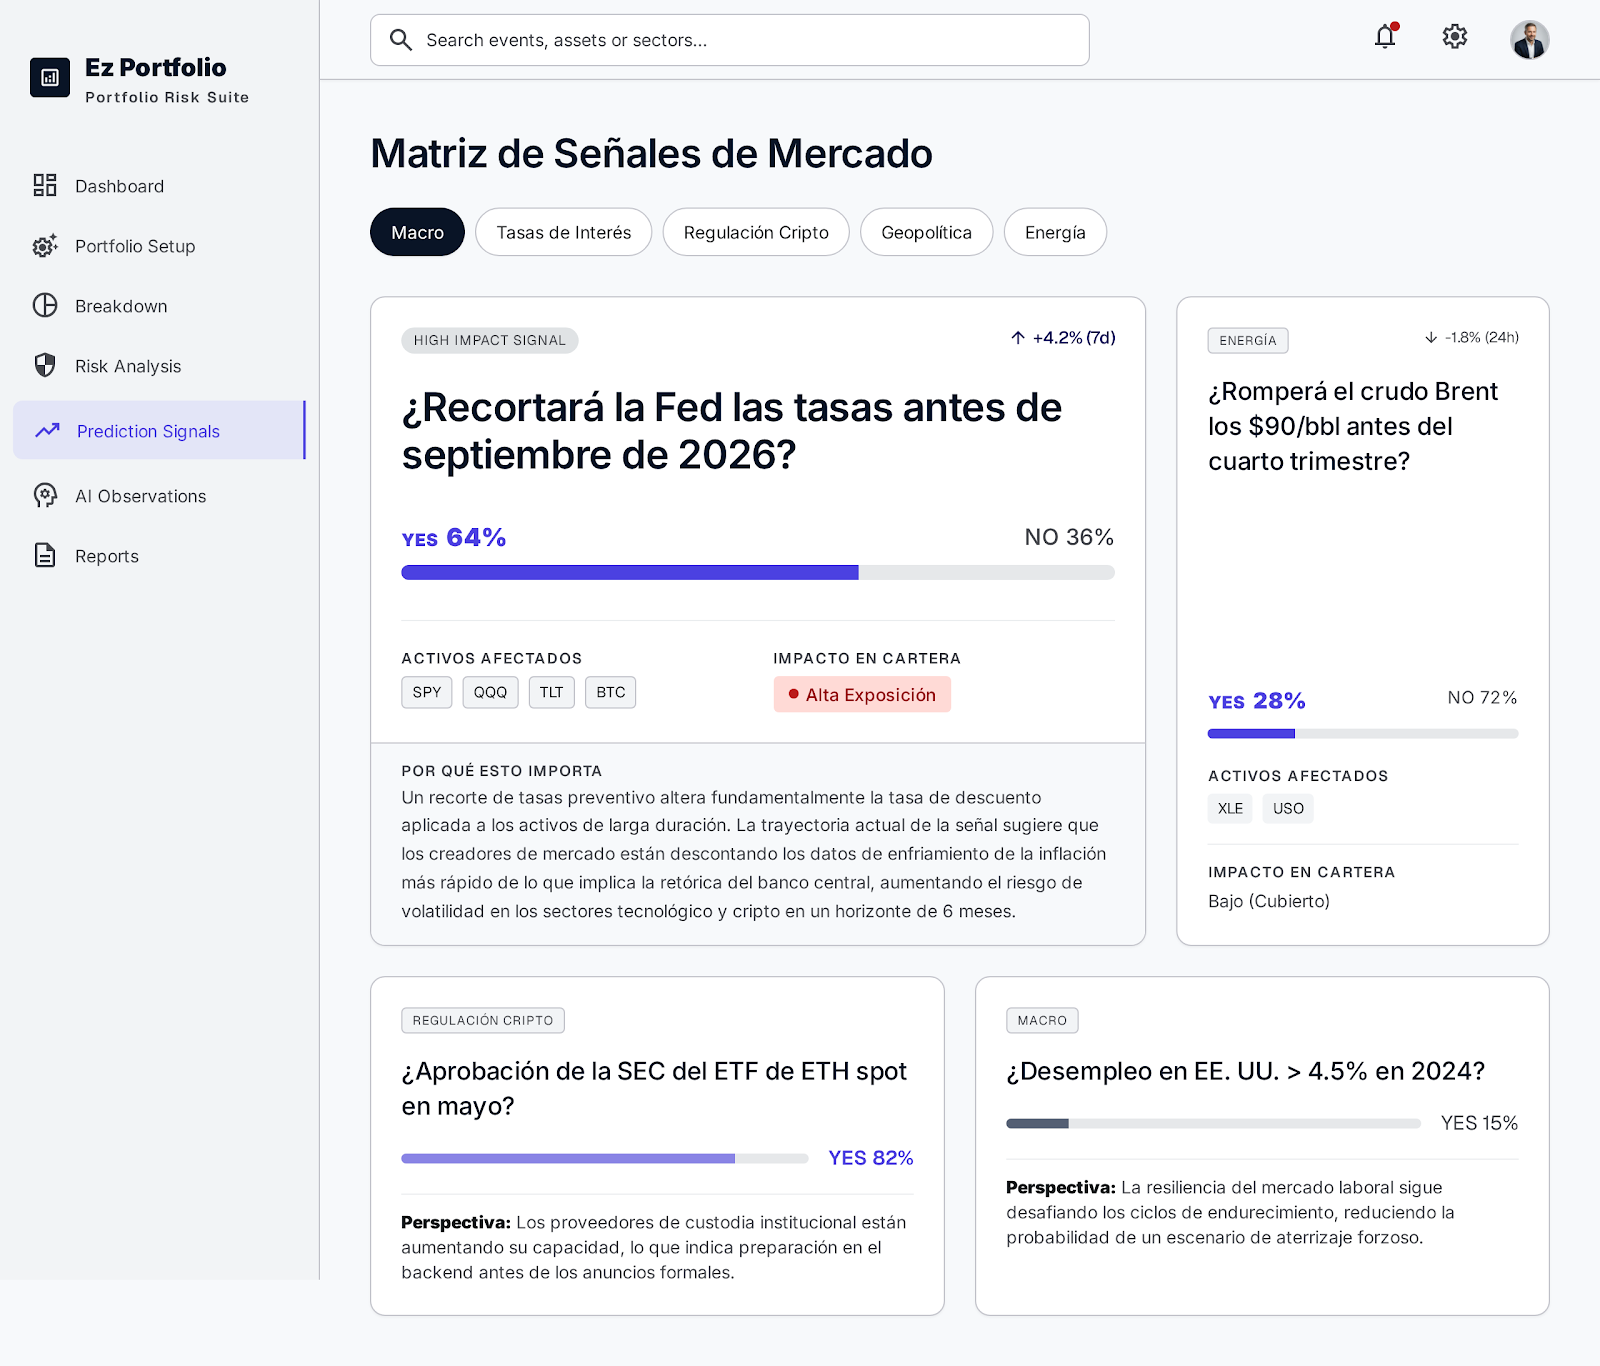 Ez Portfolio
Portfolio Risk Suite
Dashboard
Portfolio Setup
Breakdown
Risk Analysis
Prediction Signals
AI Observations
Reports
Search events, assets or sectors...
Matriz de Señales de Mercado
Macro
Tasas de Interés
Regulación Cripto
Geopolítica
Energía
HIGH IMPACT SIGNAL
↑ +4.2% (7d)
¿Recortará la Fed las tasas antes de
septiembre de 2026?
YES 64%
NO 36%
ACTIVOS AFECTADOS
SPY
QQQ
TLT
BTC
IMPACTO EN CARTERA
Alta Exposición
POR QUÉ ESTO IMPORTA
Un recorte de tasas preventivo altera fundamentalmente la tasa de descuento
aplicada a los activos de larga duración. La trayectoria actual de la señal sugiere que
los creadores de mercado están descontando los datos de enfriamiento de la inflación
más rápido de lo que implica la retórica del banco central, aumentando el riesgo de
volatilidad en los sectores tecnológico y cripto en un horizonte de 6 meses.
ENERGÍA
↓ -1.8% (24h)
¿Romperá el crudo Brent
los $90/bbl antes del
cuarto trimestre?
YES 28%
NO 72%
ACTIVOS AFECTADOS
XLE
USO
IMPACTO EN CARTERA
Bajo (Cubierto)
REGULACIÓN CRIPTO
¿Aprobación de la SEC del ETF de ETH spot
en mayo?
YES 82%
Perspectiva: Los proveedores de custodia institucional están
aumentando su capacidad, lo que indica preparación en el
backend antes de los anuncios formales.
MACRO
¿Desempleo en EE. UU. > 4.5% en 2024?
YES 15%
Perspectiva: La resiliencia del mercado laboral sigue
desafiando los ciclos de endurecimiento, reduciendo la
probabilidad de un escenario de aterrizaje forzoso.